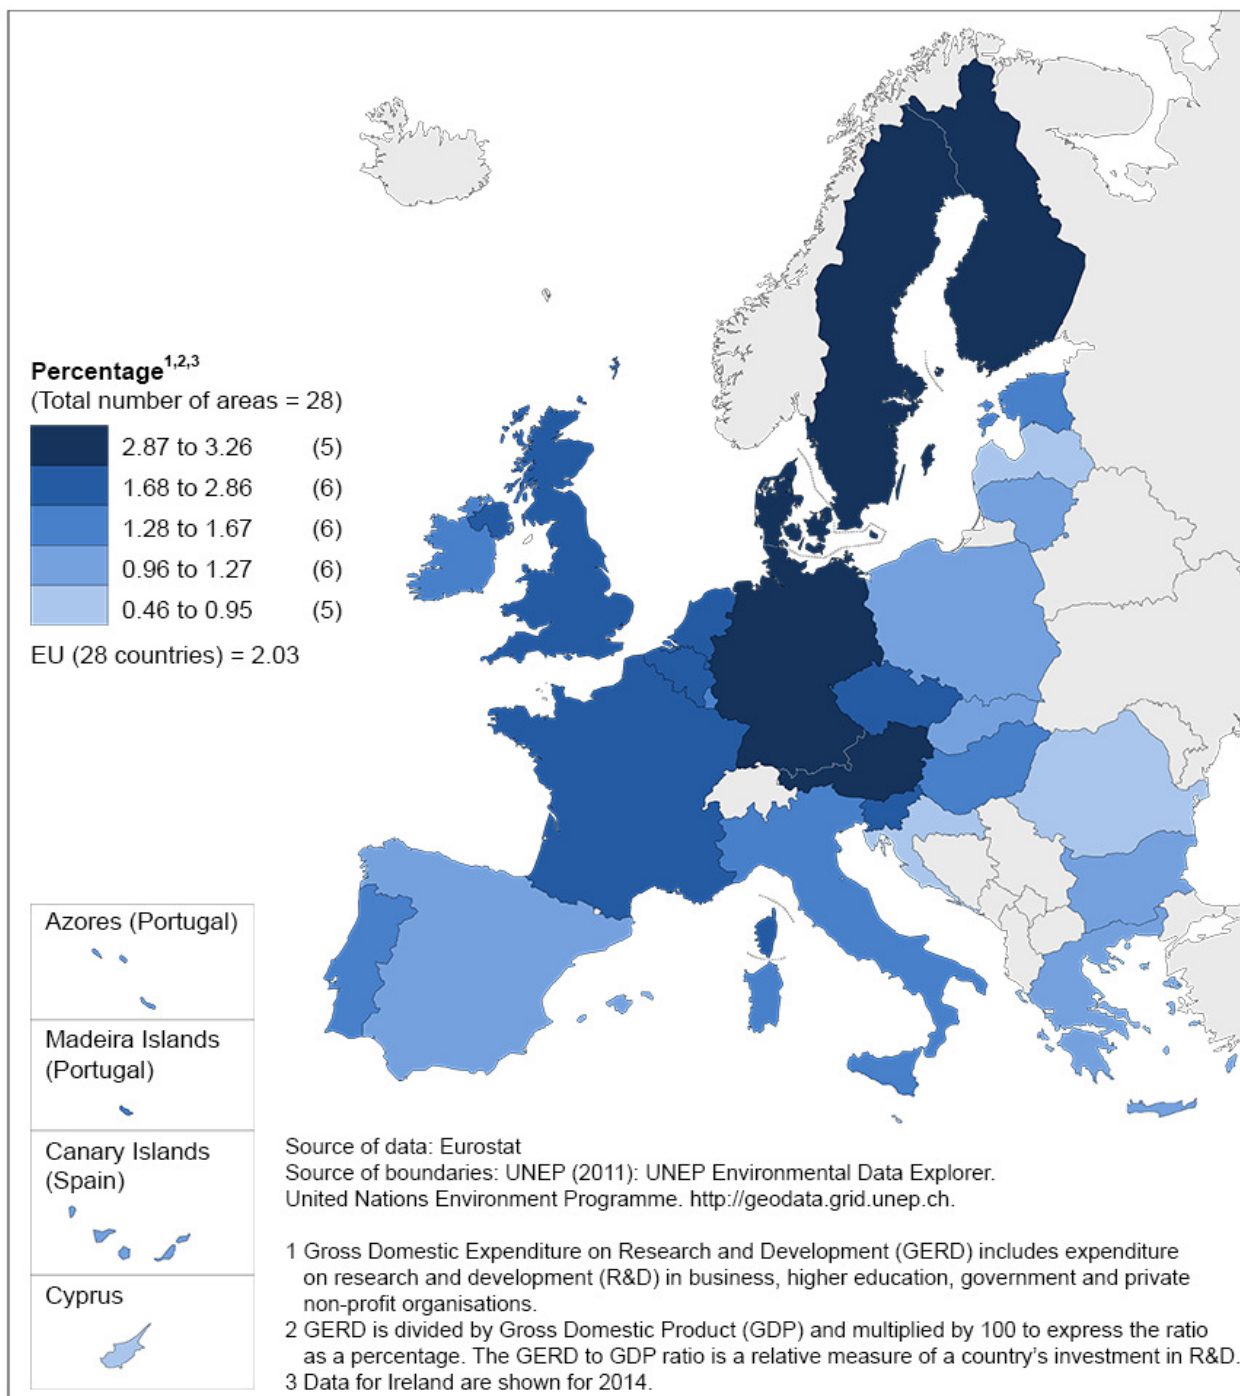 Percentage1,2,3
(Total number of areas = 28)
2.87 to 3.26 (5)
1.68 to 2.86 (6)
1.28 to 1.67 (6)
0.96 to 1.27 (6)
0.46 to 0.95 (5)
EU (28 countries) = 2.03
Azores (Portugal)
Madeira Islands
(Portugal)
Canary Islands
(Spain)
Cyprus
Source of data: Eurostat
Source of boundaries: UNEP (2011): UNEP Environmental Data Explorer.
United Nations Environment Programme. http://geodata.grid.unep.ch.
1 Gross Domestic Expenditure on Research and Development (GERD) includes expenditure
on research and development (R&D) in business, higher education, government and private
non-profit organisations.
2 GERD is divided by Gross Domestic Product (GDP) and multiplied by 100 to express the ratio
as a percentage. The GERD to GDP ratio is a relative measure of a country's investment in R&D.
3 Data for Ireland are shown for 2014.